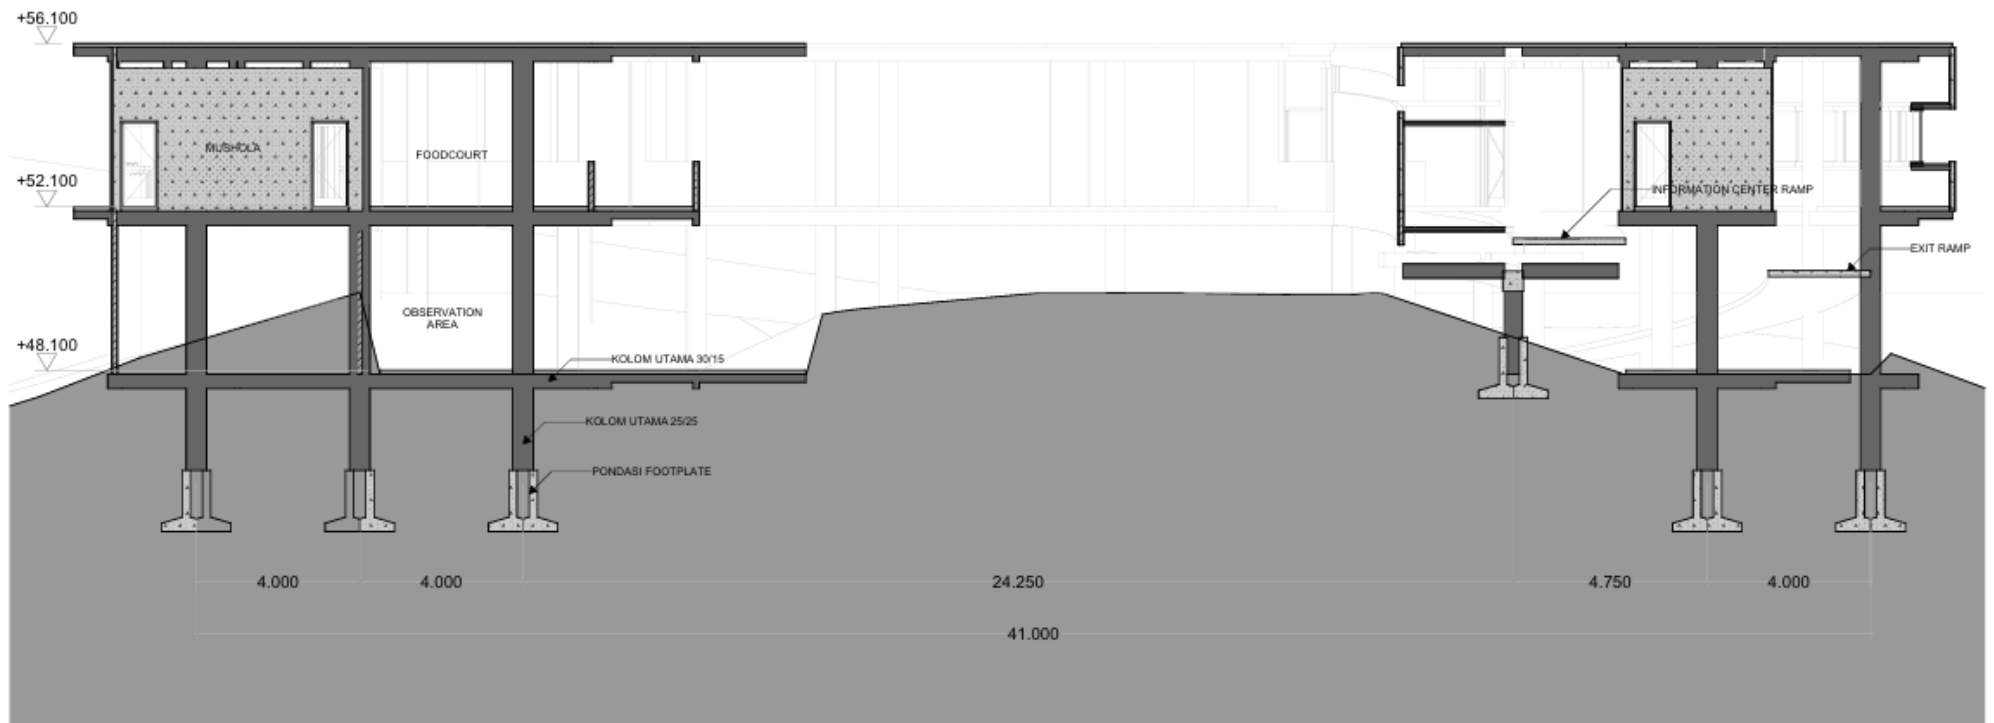 +56.100
MUSHOLA
FOODCOURT
+52.100
INFORMATION CENTER RAMP
EXIT RAMP
OBSERVATION
AREA
+48.100
KOLOM UTAMA 30/15
KOLOM UTAMA 25/25
PONDASI FOOTPLATE
4.000
4.000
24.250
4.750
4.000
41.000